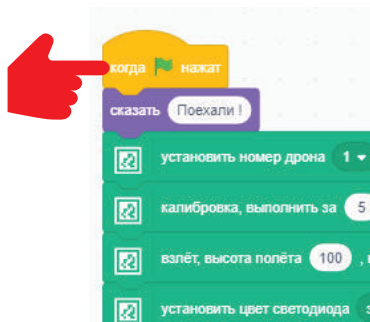 когда нажат
сказать Поехали !
установить номер дрона 1
калибровка, выполнить за 5
взлёт, высота полёта 100 ,
установить цвет светодиода